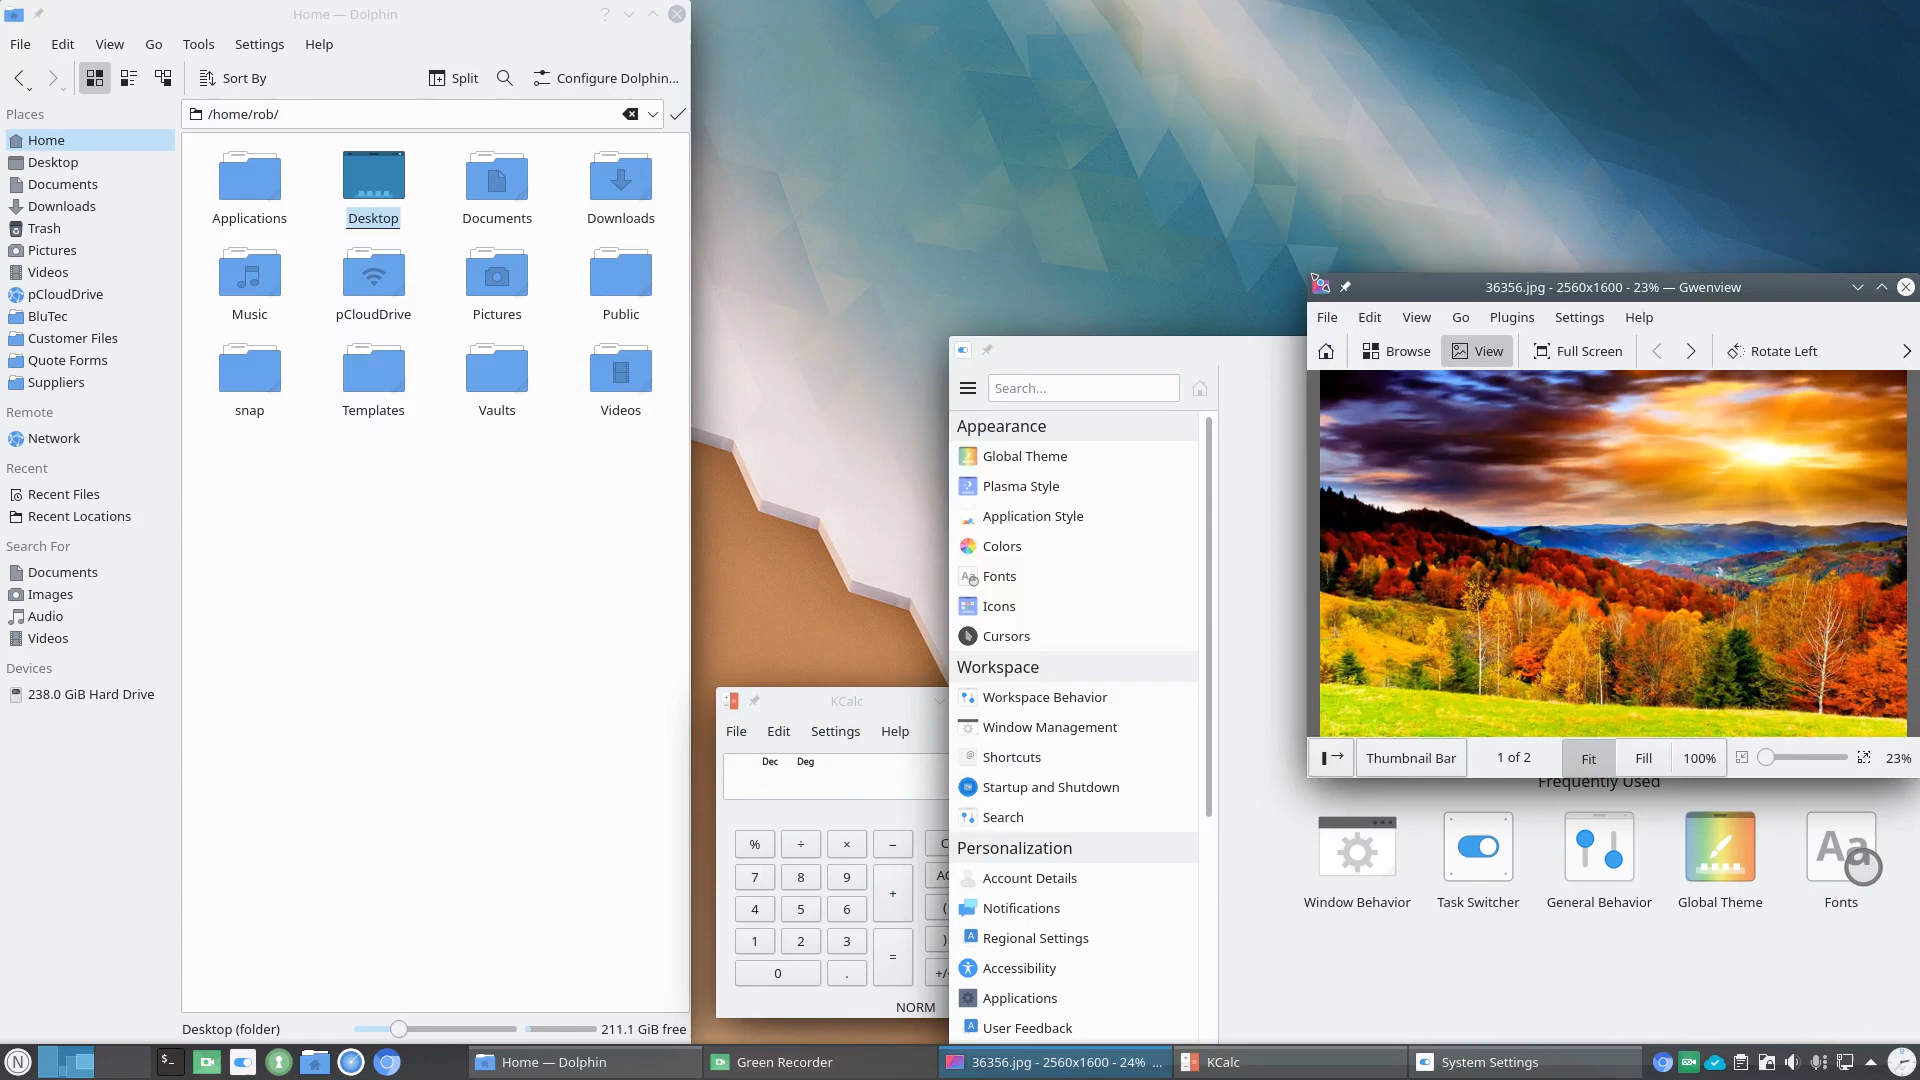 Home — Dolphin
File Edit View Go Tools Settings Help
Sort By Split Configure Dolphin...
/home/rob/
Places
Home
Desktop
Documents
Downloads
Trash
Pictures
Videos
pCloudDrive
BluTec
Customer Files
Quote Forms
Suppliers
Remote
Network
Recent
Recent Files
Recent Locations
Search For
Documents
Images
Audio
Videos
Devices
238.0 GiB Hard Drive
Applications Desktop Documents Downloads
Music pCloudDrive Pictures Public
snap Templates Vaults Videos
Desktop (folder) 211.1 GiB free
KCalc
File Edit Settings Help
Dec Deg
% ÷ × −
7 8 9 +
4 5 6 (
1 2 3 = )
0 .
NORM
Search...
Appearance
Global Theme
Plasma Style
Application Style
Colors
Fonts
Icons
Cursors
Workspace
Workspace Behavior
Window Management
Shortcuts
Startup and Shutdown
Search
Personalization
Account Details
Notifications
Regional Settings
Accessibility
Applications
User Feedback
36356.jpg - 2560x1600 - 23% — Gwenview
File Edit View Go Plugins Settings Help
Browse View Full Screen Rotate Left
Thumbnail Bar 1 of 2 Fit Fill 100% 23%
Frequently Used
Window Behavior Task Switcher General Behavior Global Theme Fonts
Home — Dolphin Green Recorder 36356.jpg - 2560x1600 - 24% ... KCalc System Settings